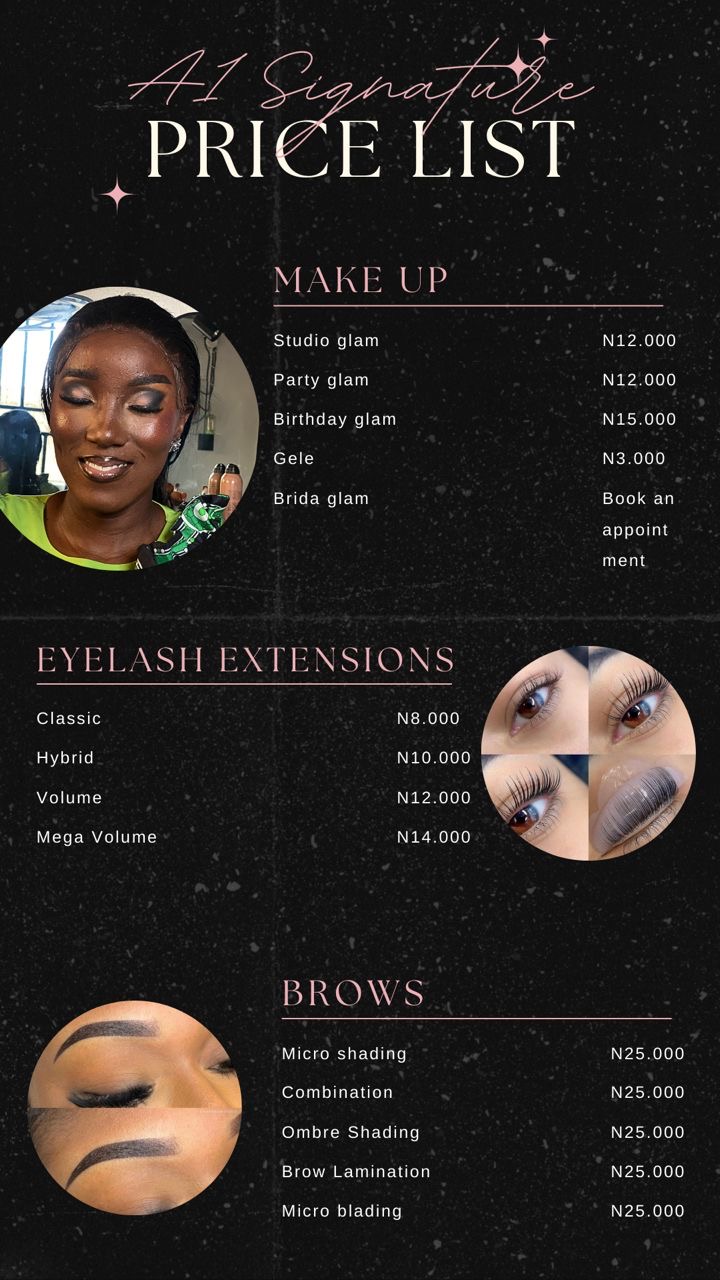 A1 Signature
PRICE LIST
MAKE UP
Studio glam N12.000
Party glam N12.000
Birthday glam N15.000
Gele N3.000
Brida glam Book an
appoint
ment
EYELASH EXTENSIONS
Classic N8.000
Hybrid N10.000
Volume N12.000
Mega Volume N14.000
BROWS
Micro shading N25.000
Combination N25.000
Ombre Shading N25.000
Brow Lamination N25.000
Micro blading N25.000